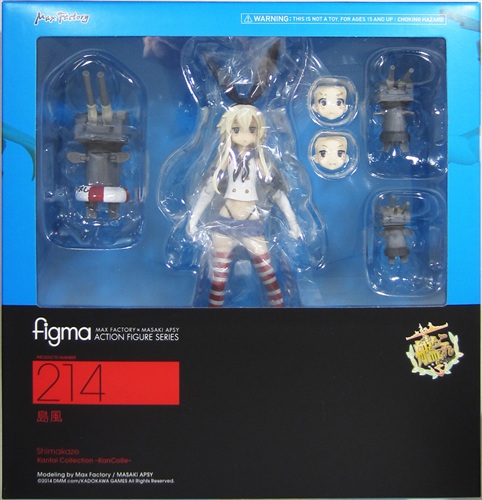 Max Factory
WARNING: THIS IS NOT A TOY. FOR AGES 15 AND UP · CHOKING HAZARD
figma MAX FACTORY × MASAKI APSY
ACTION FIGURE SERIES
214
島風
Shimakaze
Kantai Collection -KanColle-
Modeling by Max Factory / MASAKI APSY
©2014 DMM.com/KADOKAWA GAMES All Rights Reserved.